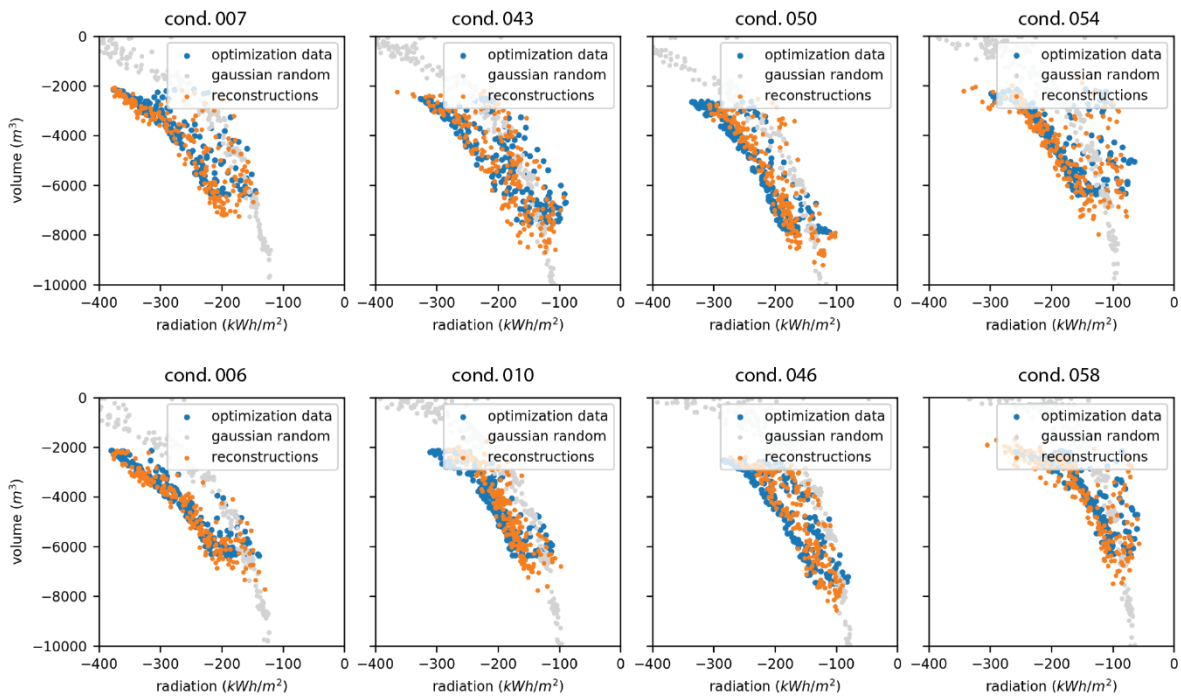 cond. 007 cond. 043 cond. 050 cond. 054
optimization data
gaussian random
reconstructions
optimization data
gaussian random
reconstructions
optimization data
gaussian random
reconstructions
optimization data
gaussian random
reconstructions
volume (m³)
0
−2000
−4000
−6000
−8000
−10000
−400 −300 −200 −100 0
−400 −300 −200 −100 0
−400 −300 −200 −100 0
−400 −300 −200 −100 0
radiation (kWh/m²) radiation (kWh/m²) radiation (kWh/m²) radiation (kWh/m²)
cond. 006 cond. 010 cond. 046 cond. 058
optimization data
gaussian random
reconstructions
optimization data
gaussian random
reconstructions
optimization data
gaussian random
reconstructions
optimization data
gaussian random
reconstructions
volume (m³)
0
−2000
−4000
−6000
−8000
−10000
−400 −300 −200 −100 0
−400 −300 −200 −100 0
−400 −300 −200 −100 0
−400 −300 −200 −100 0
radiation (kWh/m²) radiation (kWh/m²) radiation (kWh/m²) radiation (kWh/m²)